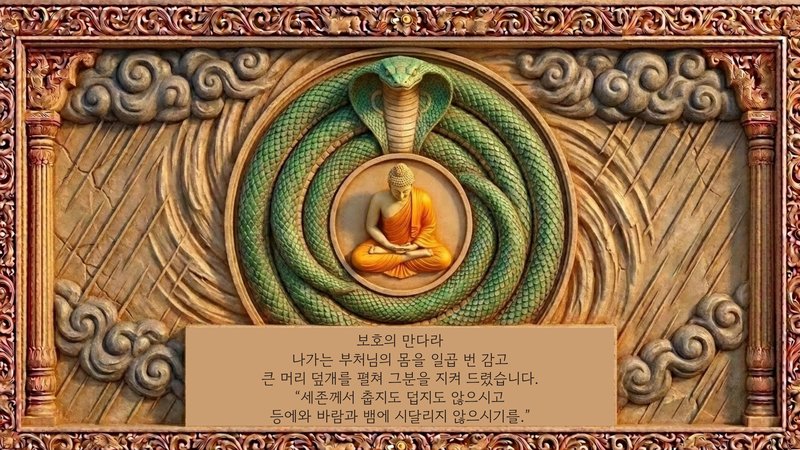 보호의 만다라
나가는 부처님의 몸을 일곱 번 감고
큰 머리 덮개를 펼쳐 그분을 지켜 드렸습니다.
“세존께서 춥지도 덥지도 않으시고
등에와 바람과 뱀에 시달리지 않으시기를.”